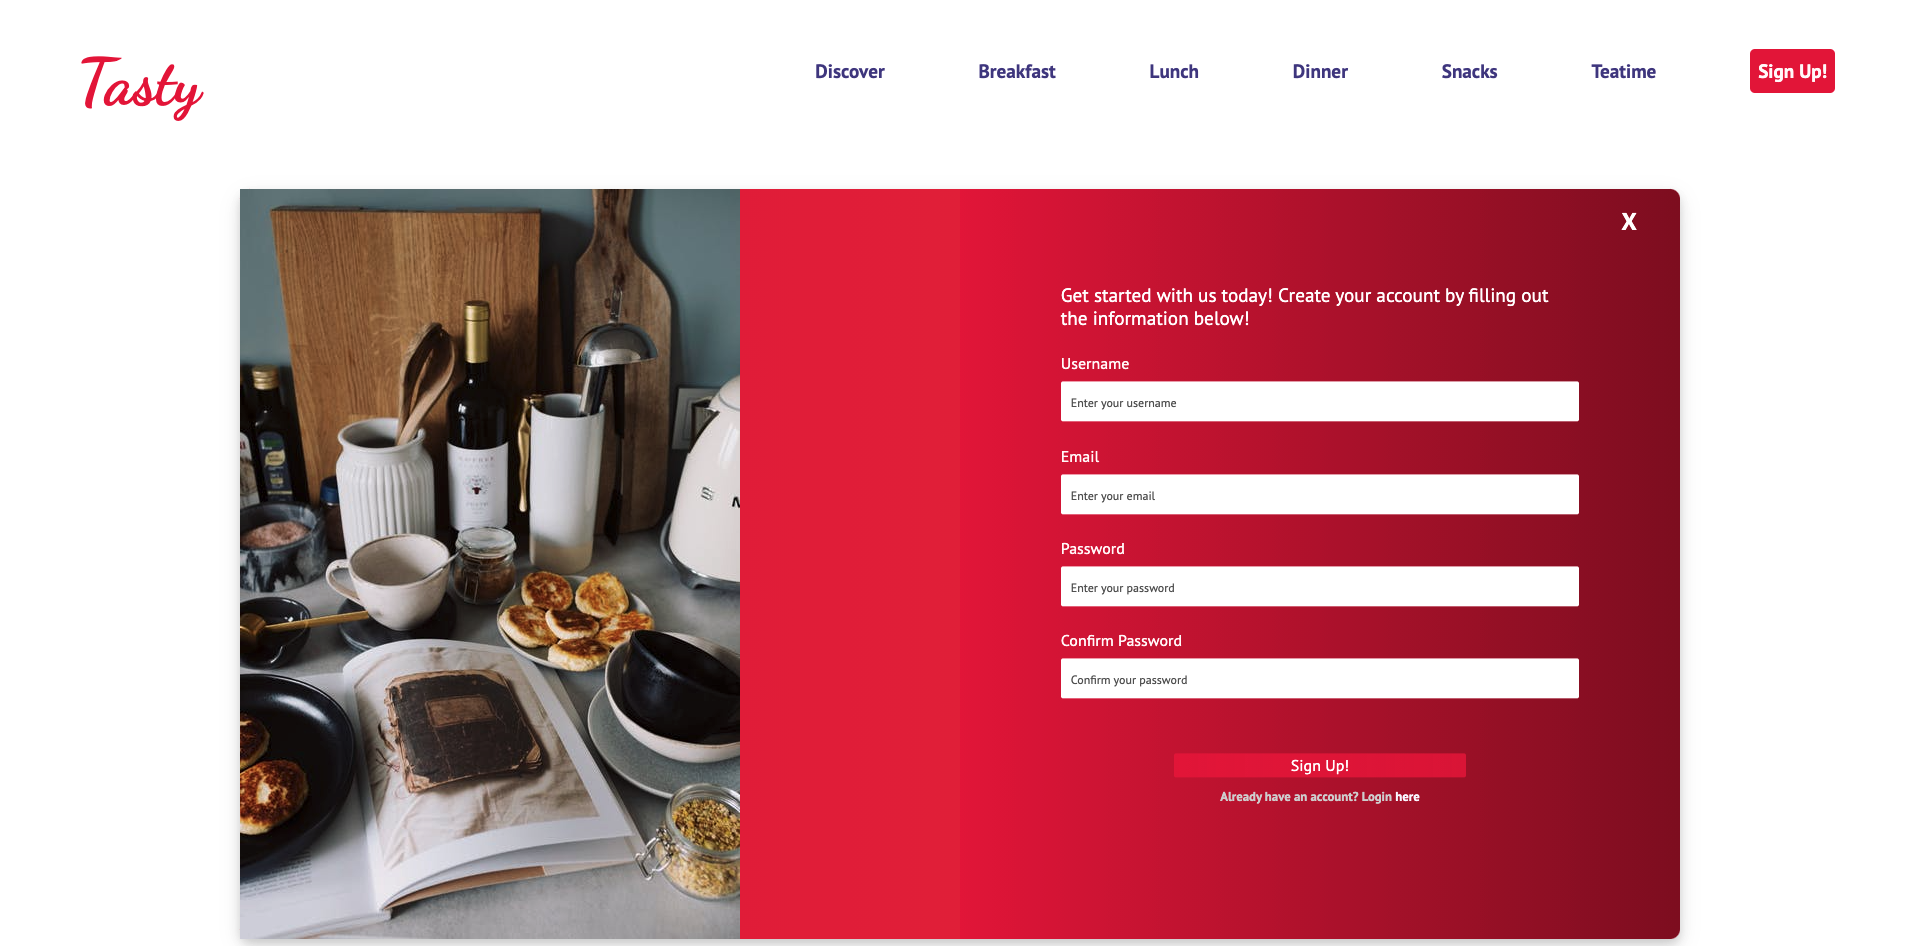 Tasty
Discover
Breakfast
Lunch
Dinner
Snacks
Teatime
Sign Up!
X
Get started with us today! Create your account by filling out
the information below!
Username
Enter your username
Email
Enter your email
Password
Enter your password
Confirm Password
Confirm your password
Sign Up!
Already have an account? Login here